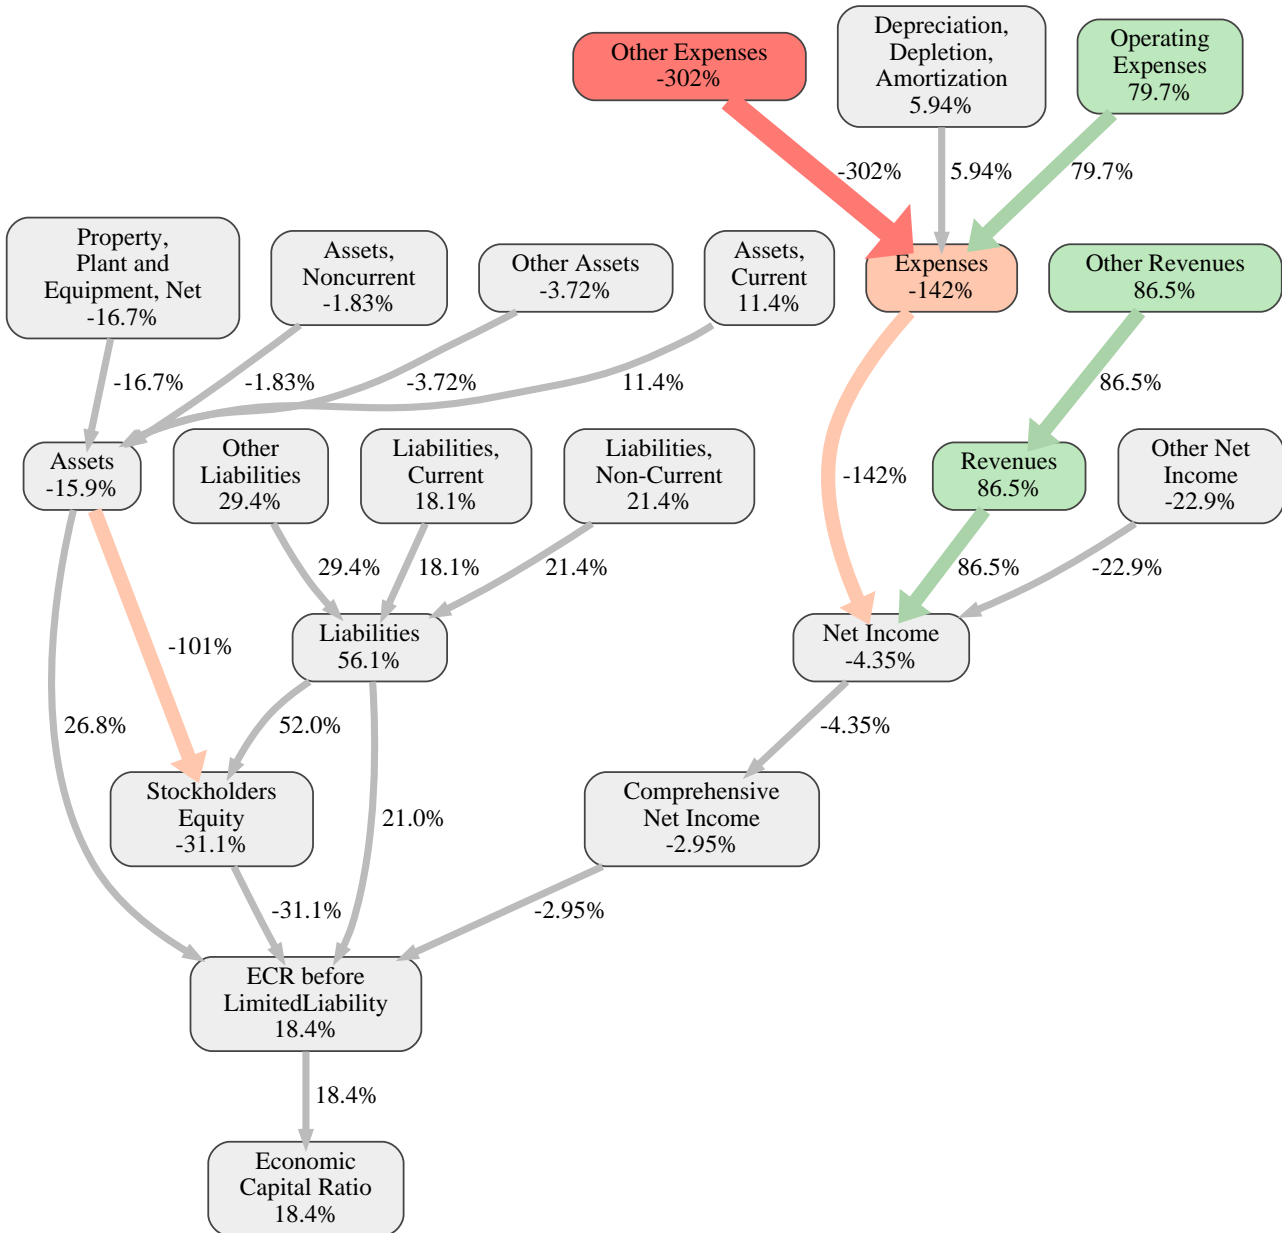 Other Expenses
-302%
Depreciation,
Depletion,
Amortization
5.94%
Operating
Expenses
79.7%
-302%
5.94%
79.7%
Property,
Plant and
Equipment, Net
-16.7%
Assets,
Noncurrent
-1.83%
Other Assets
-3.72%
Assets,
Current
11.4%
Expenses
-142%
Other Revenues
86.5%
-16.7%
-1.83%
-3.72%
11.4%
86.5%
Assets
-15.9%
Other
Liabilities
29.4%
Liabilities,
Current
18.1%
Liabilities,
Non-Current
21.4%
-142%
Revenues
86.5%
Other Net
Income
-22.9%
29.4%
18.1%
21.4%
86.5%
-22.9%
-101%
Liabilities
56.1%
Net Income
-4.35%
26.8%
52.0%
-4.35%
Stockholders
Equity
-31.1%
21.0%
Comprehensive
Net Income
-2.95%
-31.1%
-2.95%
ECR before
LimitedLiability
18.4%
18.4%
Economic
Capital Ratio
18.4%